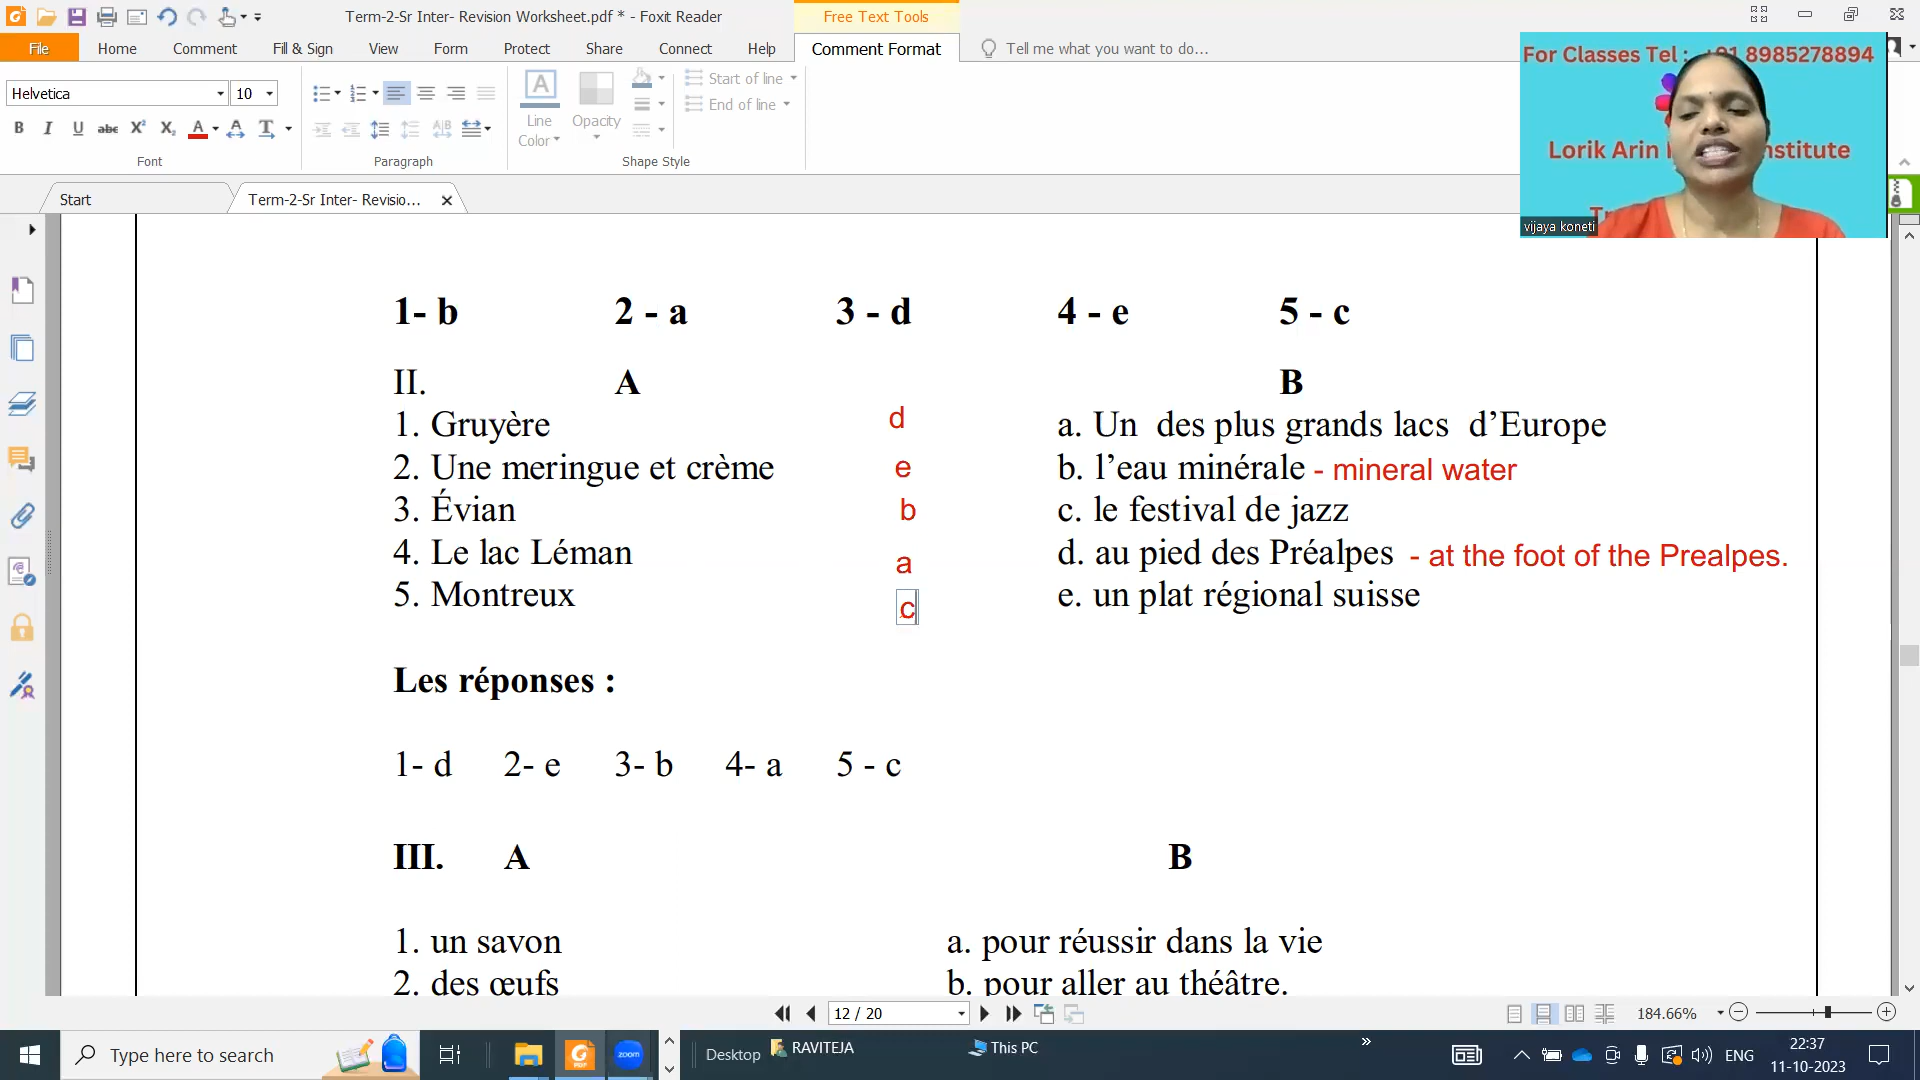 Term-2-Sr Inter- Revision Worksheet.pdf * - Foxit Reader
Free Text Tools
File Home Comment Fill & Sign View Form Protect Share Connect Help Comment Format Tell me what you want to do...
Helvetica 10
Start of line
End of line
Line Color
Opacity
Font Paragraph Shape Style
For Classes Tel : +91 8985278894
Lorik Arin nstitute
vijaya koneti
Start Term-2-Sr Inter- Revisio...
1- b 2 - a 3 - d 4 - e 5 - c
II. A B
1. Gruyère d a. Un des plus grands lacs d’Europe
2. Une meringue et crème e b. l’eau minérale - mineral water
3. Évian b c. le festival de jazz
4. Le lac Léman a d. au pied des Préalpes - at the foot of the Prealpes.
5. Montreux c e. un plat régional suisse
Les réponses :
1- d 2- e 3- b 4- a 5 - c
III. A B
1. un savon a. pour réussir dans la vie
2. des œufs b. pour aller au théâtre.
12 / 20
184.66%
Type here to search
zoom
Desktop
RAVITEJA
This PC
ENG
22:37
11-10-2023